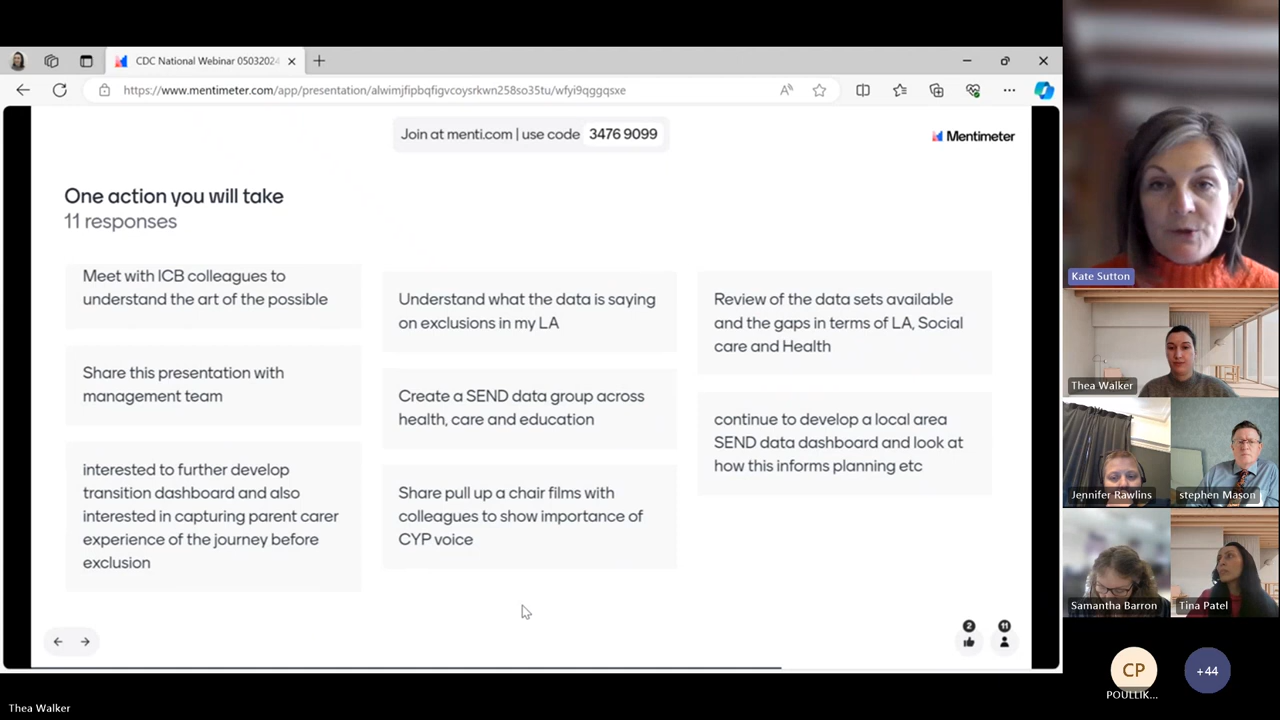 CDC National Webinar 05032024
https://www.mentimeter.com/app/presentation/alwimjfipbqfigvcoysrkwn258so35tu/wfyi9qggqsxe
Join at menti.com | use code 3476 9099
Mentimeter
One action you will take
11 responses
Meet with ICB colleagues to
understand the art of the possible
Share this presentation with
management team
interested to further develop
transition dashboard and also
interested in capturing parent carer
experience of the journey before
exclusion
Understand what the data is saying
on exclusions in my LA
Create a SEND data group across
health, care and education
Share pull up a chair films with
colleagues to show importance of
CYP voice
Review of the data sets available
and the gaps in terms of LA, Social
care and Health
continue to develop a local area
SEND data dashboard and look at
how this informs planning etc
2
11
Kate Sutton
Thea Walker
Jennifer Rawlins
stephen Mason
Samantha Barron
Tina Patel
CP
+44
POULLIK...
Thea Walker